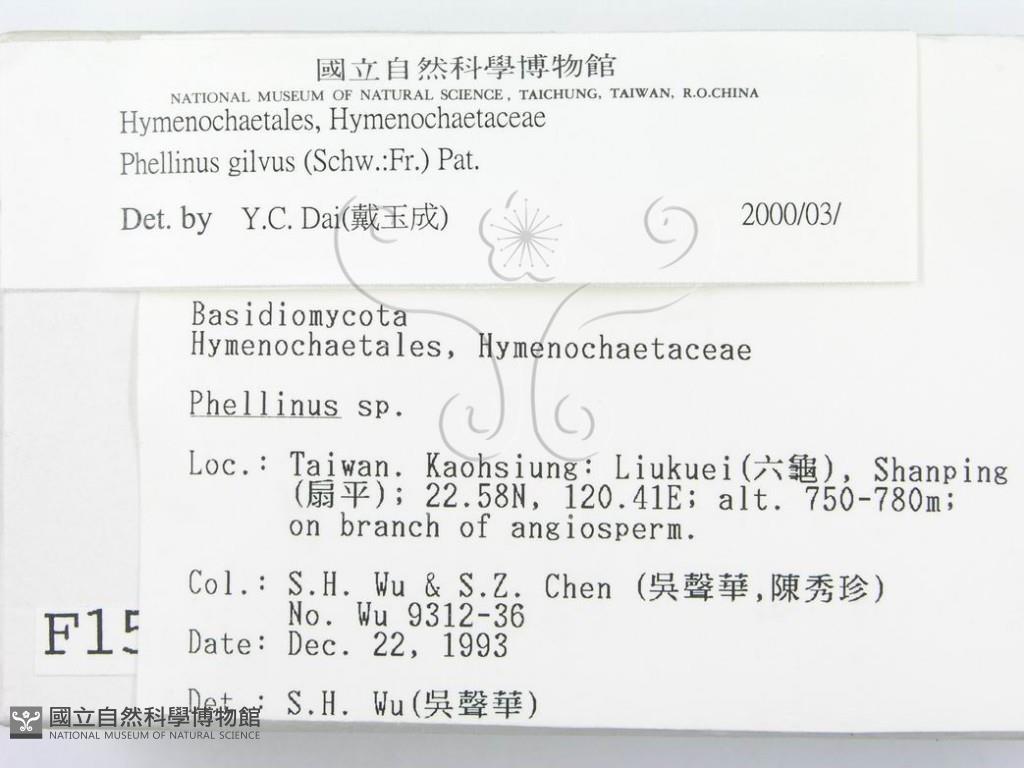 國立自然科學博物館
NATIONAL MUSEUM OF NATURAL SCIENCE, TAICHUNG, TAIWAN, R.O.CHINA
Hymenochaetales, Hymenochaetaceae
Phellinus gilvus (Schw.:Fr.) Pat.
Det. by Y.C. Dai(戴玉成) 2000/03/
Basidiomycota
Hymenochaetales, Hymenochaetaceae
Phellinus sp.
Loc.: Taiwan. Kaohsiung: Liukuei(六龜), Shanping
(扇平); 22.58N, 120.41E; alt. 750-780m;
on branch of angiosperm.
Col.: S.H. Wu & S.Z. Chen (吳聲華,陳秀珍)
No. Wu 9312-36
Date: Dec. 22, 1993
F15
Det.: S.H. Wu(吳聲華)
國立自然科學博物館
NATIONAL MUSEUM OF NATURAL SCIENCE